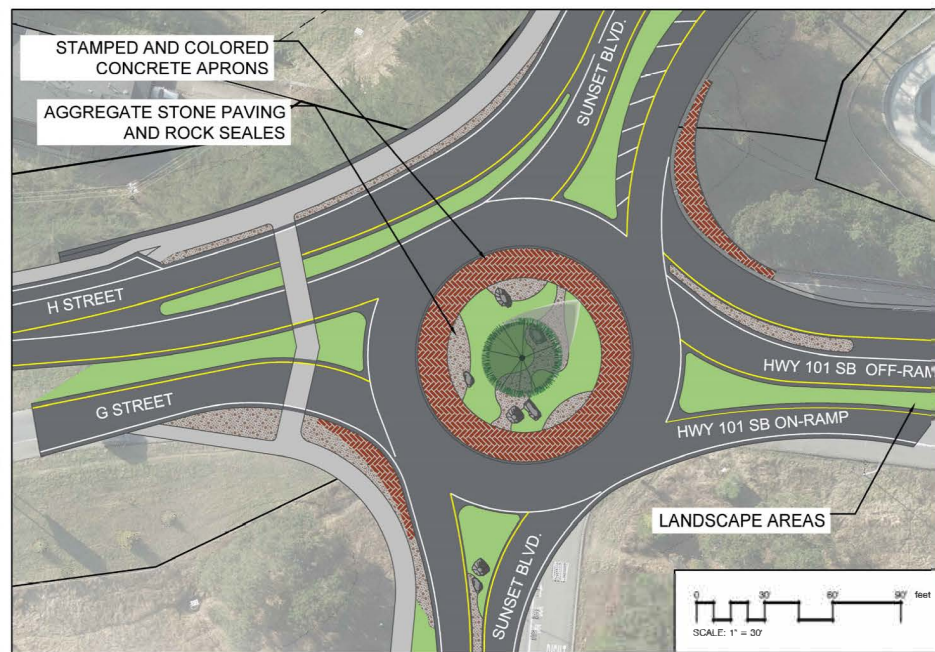 STAMPED AND COLORED
CONCRETE APRONS
AGGREGATE STONE PAVING
AND ROCK SEALES
SUNSET BLVD.
H STREET
G STREET
HWY 101 SB OFF-RAM
HWY 101 SB ON-RAMP
LANDSCAPE AREAS
SUNSET BLVD.
0 30 60 90' feet
SCALE: 1" = 30'